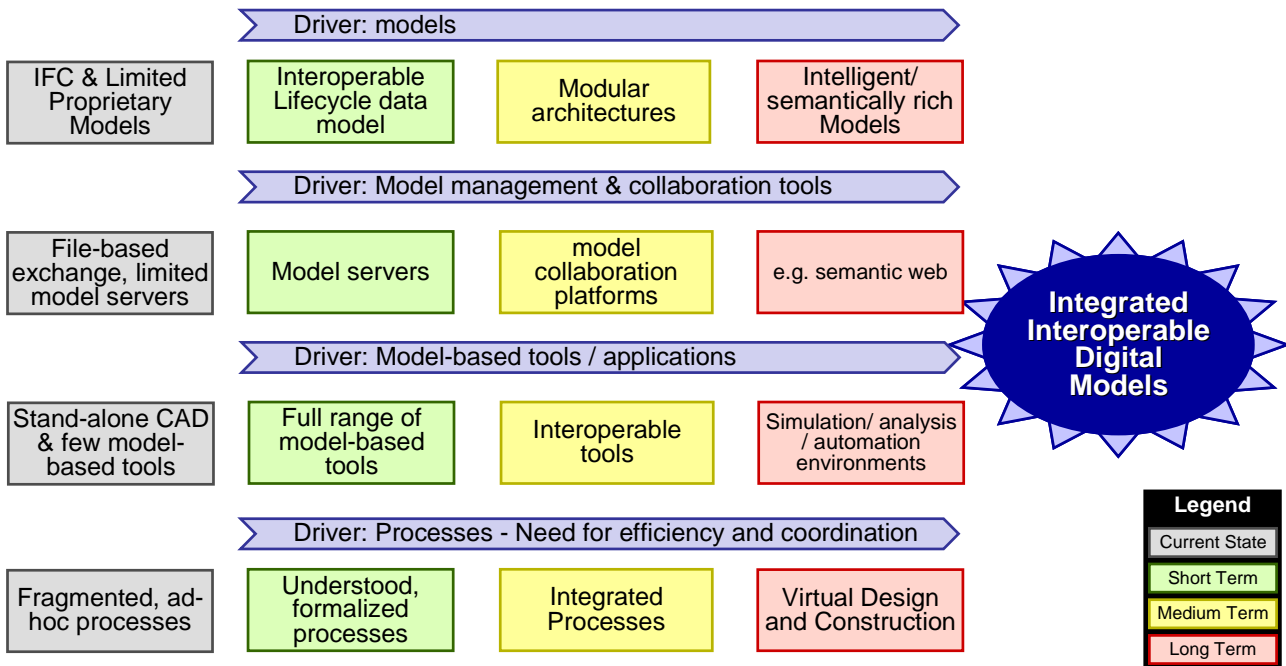 Driver: models
IFC & Limited
Proprietary
Models
Interoperable
Lifecycle data
model
Modular
architectures
Intelligent/
semantically rich
Models
Driver: Model management & collaboration tools
File-based
exchange, limited
model servers
Model servers
model
collaboration
platforms
e.g. semantic web
Integrated
Interoperable
Digital
Models
Driver: Model-based tools / applications
Stand-alone CAD
& few model-
based tools
Full range of
model-based
tools
Interoperable
tools
Simulation/ analysis
/ automation
environments
Driver: Processes - Need for efficiency and coordination
Fragmented, ad-
hoc processes
Understood,
formalized
processes
Integrated
Processes
Virtual Design
and Construction
Legend
Current State
Short Term
Medium Term
Long Term